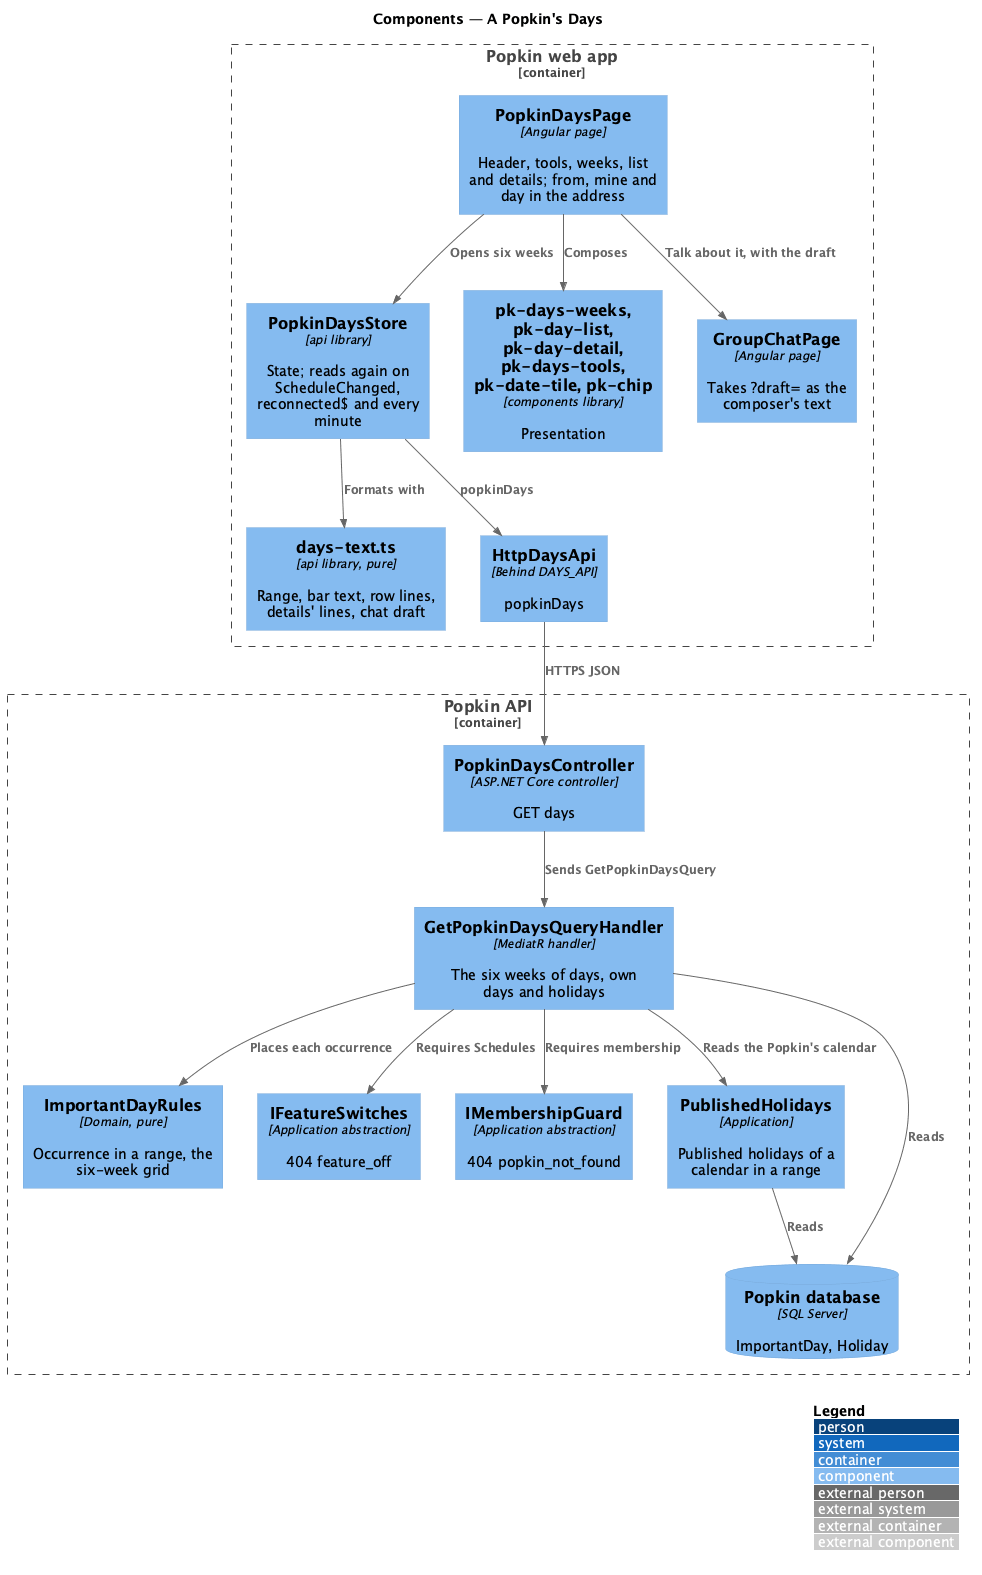 Components — A Popkin's Days
Popkin web app
[container]
PopkinDaysPage
[Angular page]
Header, tools, weeks, list
and details; from, mine and
day in the address
Opens six weeks
Composes
Talk about it, with the draft
PopkinDaysStore
[api library]
State; reads again on
ScheduleChanged,
reconnected$ and every
minute
pk-days-weeks,
pk-day-list,
pk-day-detail,
pk-days-tools,
pk-date-tile, pk-chip
[components library]
Presentation
GroupChatPage
[Angular page]
Takes ?draft= as the
composer's text
Formats with
popkinDays
days-text.ts
[api library, pure]
Range, bar text, row lines,
details' lines, chat draft
HttpDaysApi
[Behind DAYS_API]
popkinDays
HTTPS JSON
Popkin API
[container]
PopkinDaysController
[ASP.NET Core controller]
GET days
Sends GetPopkinDaysQuery
GetPopkinDaysQueryHandler
[MediatR handler]
The six weeks of days, own
days and holidays
Places each occurrence
Requires Schedules
Requires membership
Reads the Popkin's calendar
Reads
ImportantDayRules
[Domain, pure]
Occurrence in a range, the
six-week grid
IFeatureSwitches
[Application abstraction]
404 feature_off
IMembershipGuard
[Application abstraction]
404 popkin_not_found
PublishedHolidays
[Application]
Published holidays of a
calendar in a range
Reads
Popkin database
[SQL Server]
ImportantDay, Holiday
Legend
person
system
container
component
external person
external system
external container
external component